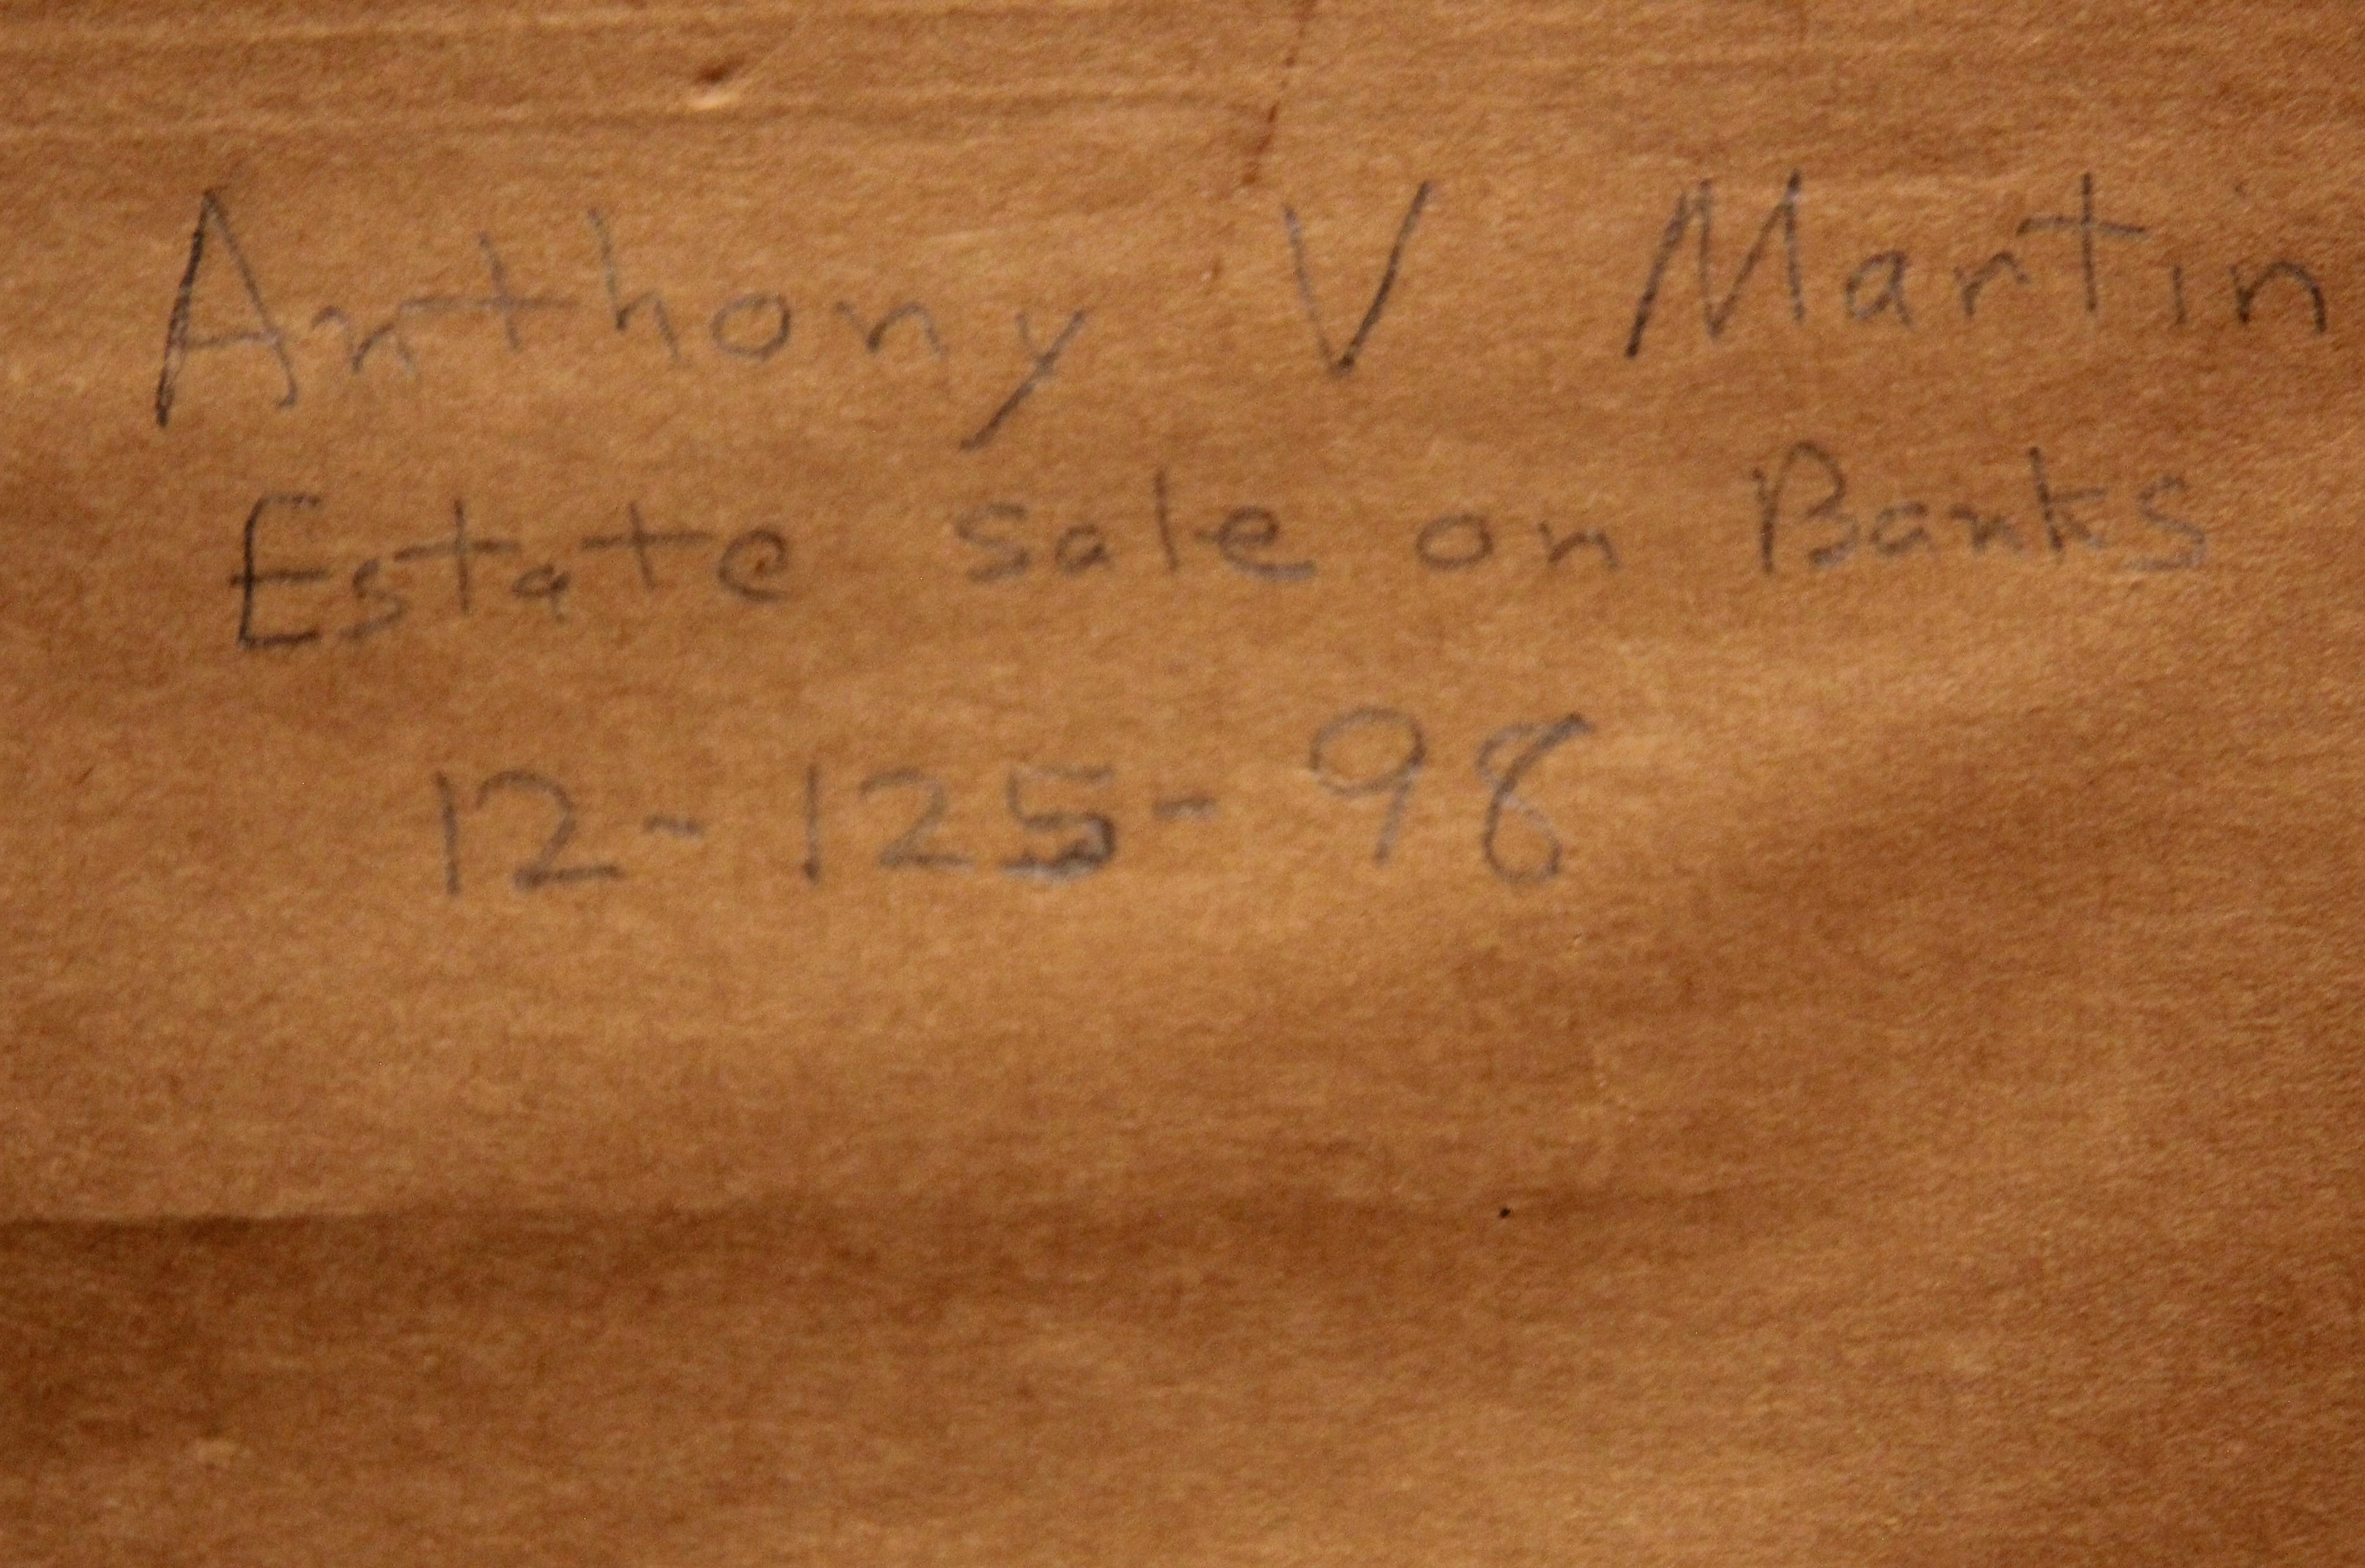 Anthony V Martin
Estate sale on Banks
12-125-98